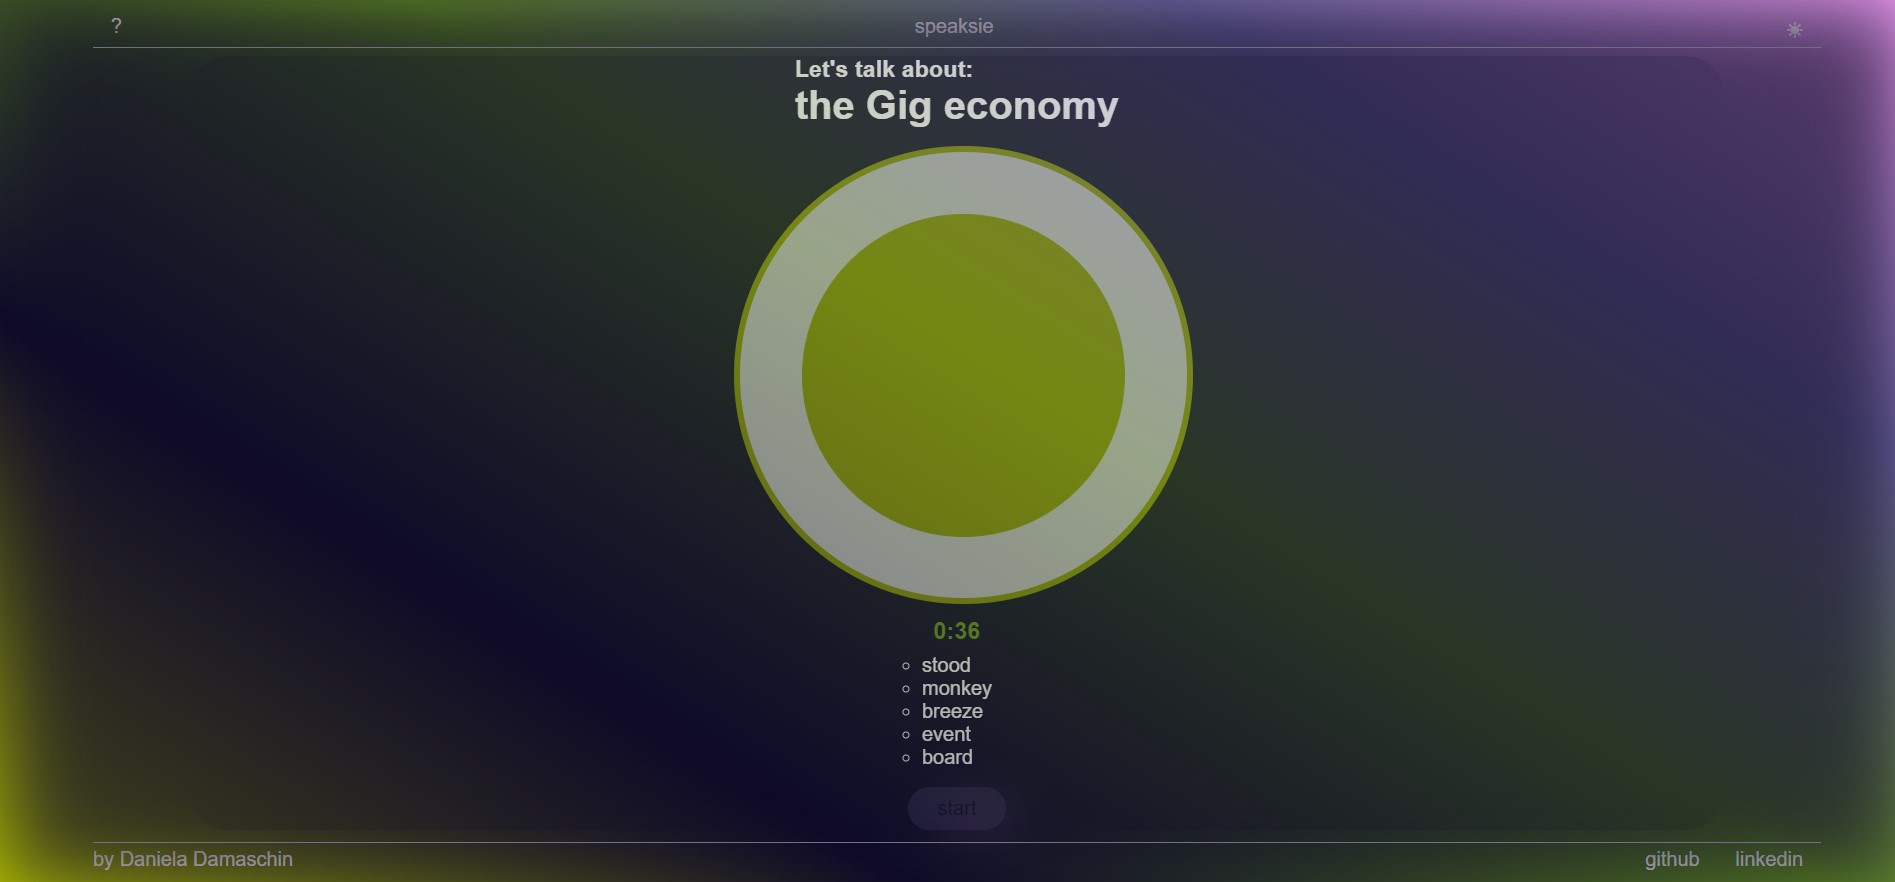 ?
speaksie
Let's talk about:
the Gig economy
0:36
stood
monkey
breeze
event
board
start
by Daniela Damaschin
github
linkedin